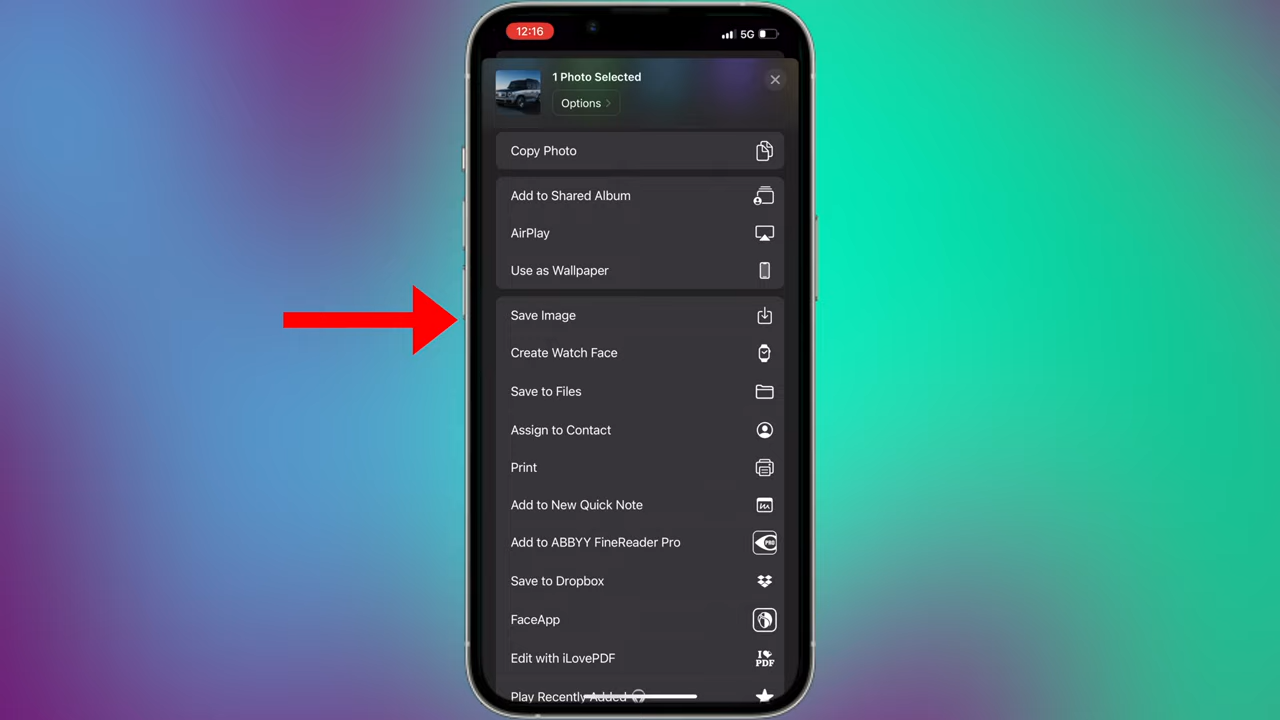 12:16
5G
1 Photo Selected
Options
Copy Photo
Add to Shared Album
AirPlay
Use as Wallpaper
Save Image
Create Watch Face
Save to Files
Assign to Contact
Print
Add to New Quick Note
Add to ABBYY FineReader Pro
PRO
Save to Dropbox
FaceApp
Edit with iLovePDF
I
PDF
Play Recently Added